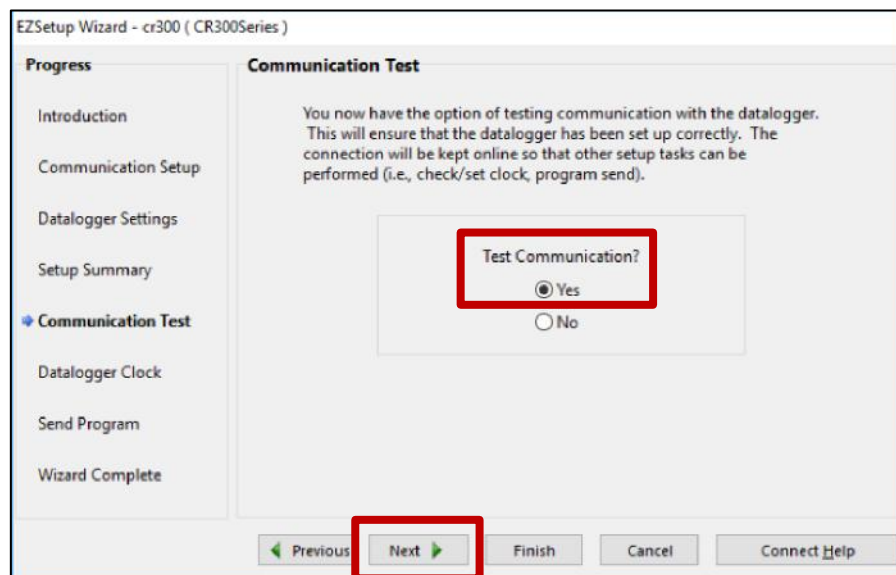 EZSetup Wizard - cr300 ( CR300Series )
Progress
Introduction
Communication Setup
Datalogger Settings
Setup Summary
Communication Test
Datalogger Clock
Send Program
Wizard Complete
Communication Test
You now have the option of testing communication with the datalogger.
This will ensure that the datalogger has been set up correctly. The
connection will be kept online so that other setup tasks can be
performed (i.e., check/set clock, program send).
Test Communication?
Yes
No
Previous Next Finish Cancel Connect Help